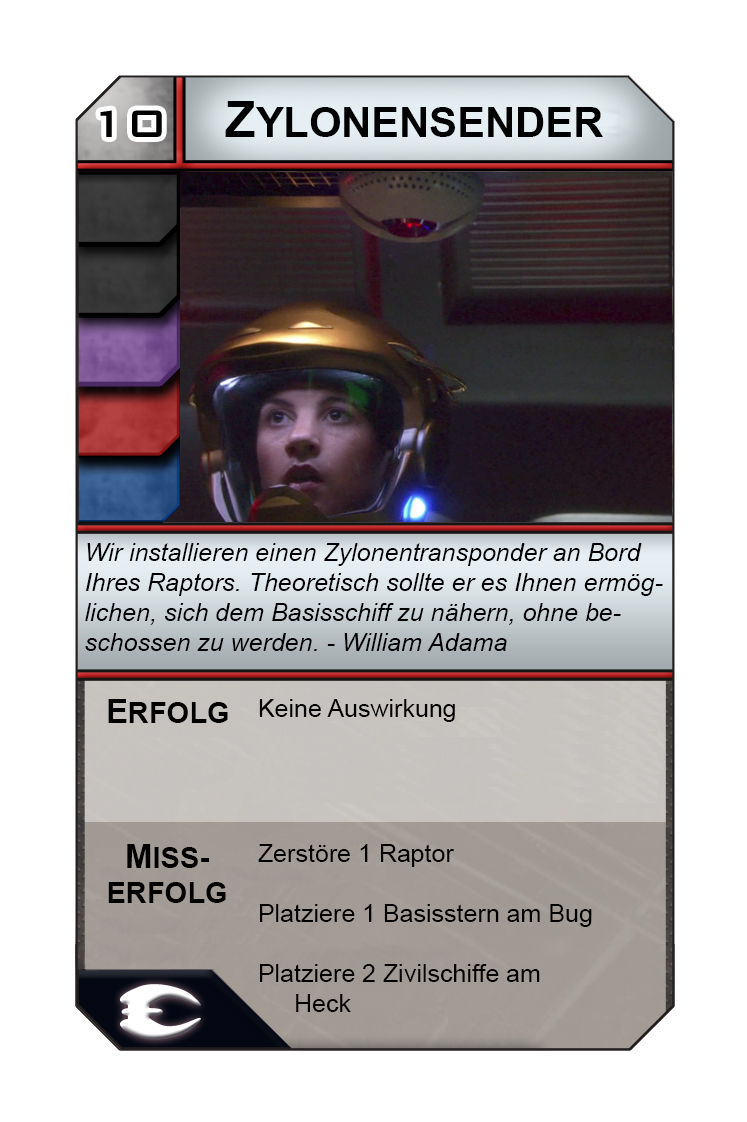 10 ZYLONENSENDER
Wir installieren einen Zylonentransponder an Bord
Ihres Raptors. Theoretisch sollte er es Ihnen ermög-
lichen, sich dem Basisschiff zu nähern, ohne be-
schossen zu werden. - William Adama
ERFOLG Keine Auswirkung
MISS-
ERFOLG
Zerstöre 1 Raptor
Platziere 1 Basisstern am Bug
Platziere 2 Zivilschiffe am
Heck